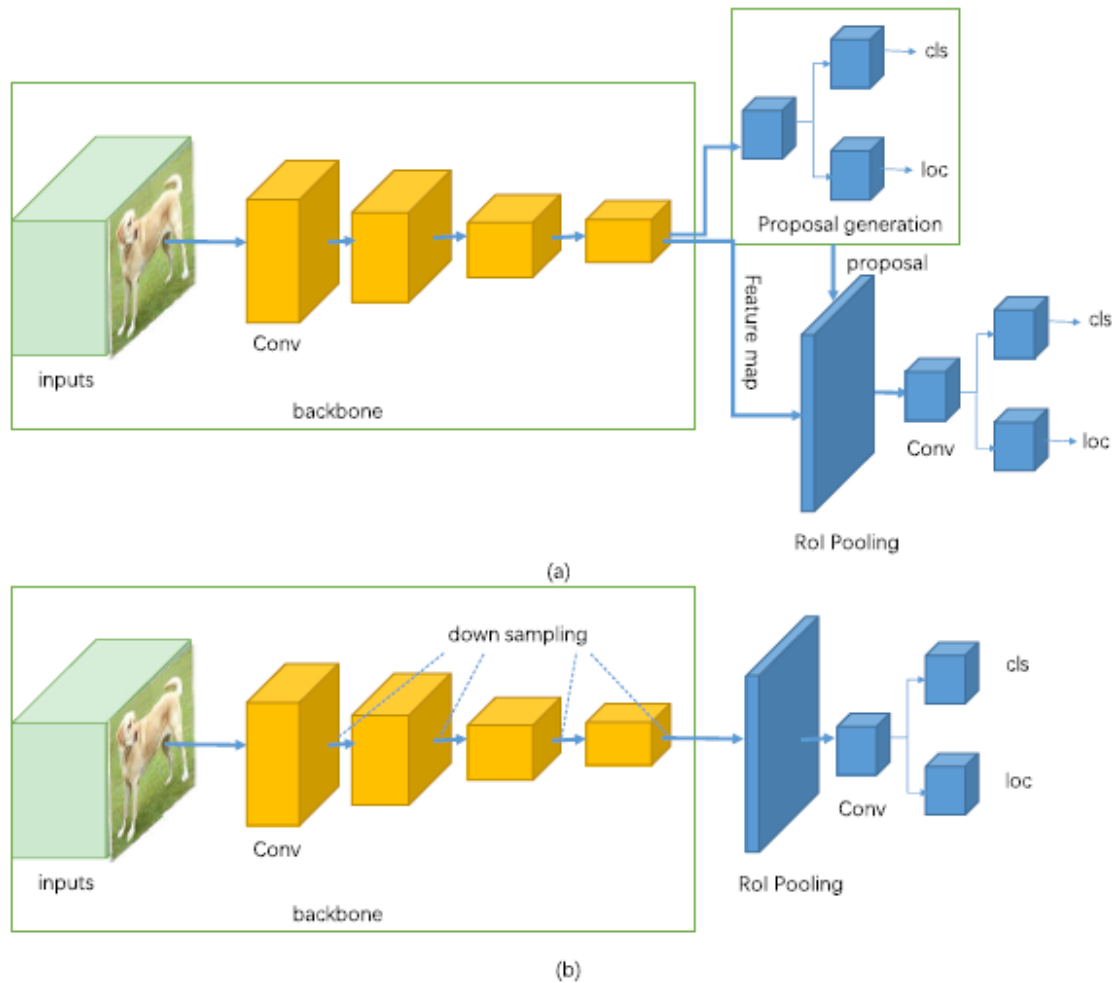 cls
loc
Proposal generation
proposal
Feature map
Conv
inputs
backbone
cls
loc
Conv
RoI Pooling
(a)
down sampling
cls
loc
Conv
Conv
inputs
RoI Pooling
backbone
(b)